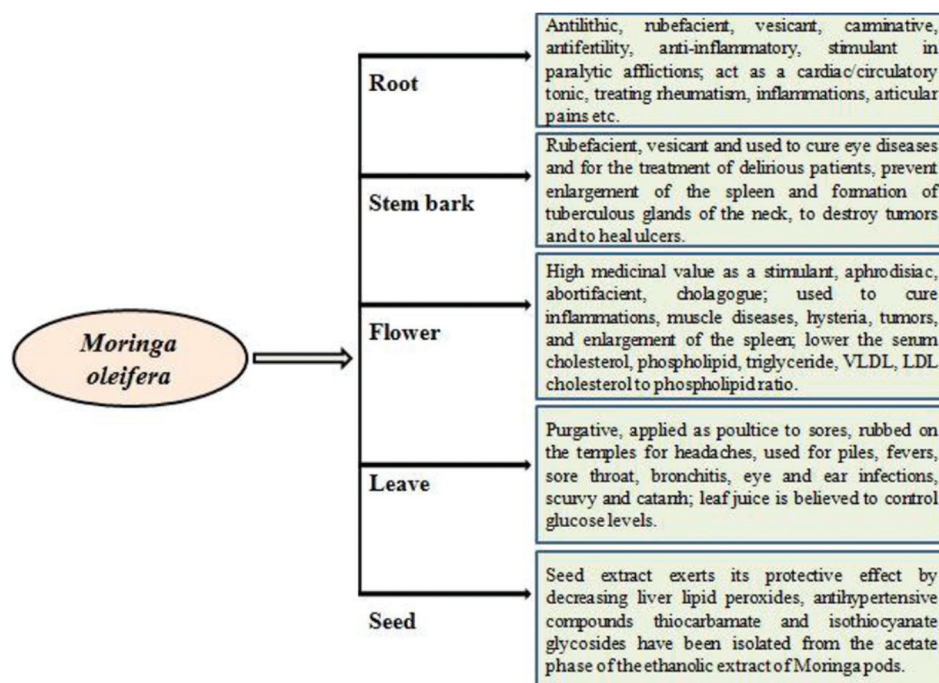 Moringa
oleifera
Root
Antilithic, rubefacient, vesicant, carminative,
antifertility, anti-inflammatory, stimulant in
paralytic afflictions; act as a cardiac/circulatory
tonic, treating rheumatism, inflammations, articular
pains etc.
Stem bark
Rubefacient, vesicant and used to cure eye diseases
and for the treatment of delirious patients, prevent
enlargement of the spleen and formation of
tuberculous glands of the neck, to destroy tumors
and to heal ulcers.
Flower
High medicinal value as a stimulant, aphrodisiac,
abortifacient, cholagogue; used to cure
inflammations, muscle diseases, hysteria, tumors,
and enlargement of the spleen; lower the serum
cholesterol, phospholipid, triglyceride, VLDL, LDL
cholesterol to phospholipid ratio.
Leave
Purgative, applied as poultice to sores, rubbed on
the temples for headaches, used for piles, fevers,
sore throat, bronchitis, eye and ear infections,
scurvy and catarrh; leaf juice is believed to control
glucose levels.
Seed
Seed extract exerts its protective effect by
decreasing liver lipid peroxides, antihypertensive
compounds thiocarbamate and isothiocyanate
glycosides have been isolated from the acetate
phase of the ethanolic extract of Moringa pods.